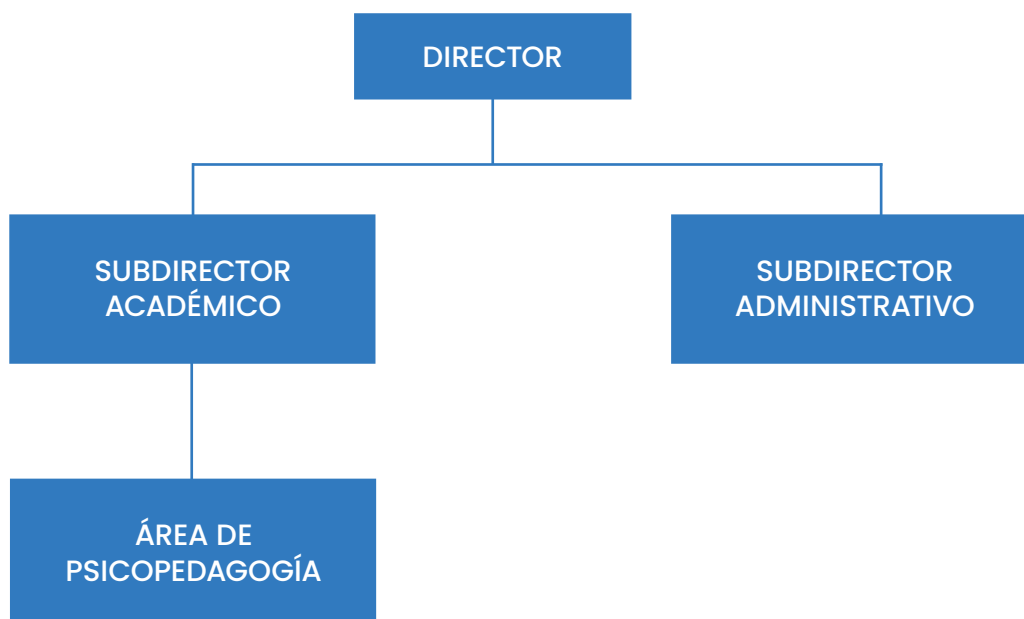 DIRECTOR
SUBDIRECTOR
ACADÉMICO
SUBDIRECTOR
ADMINISTRATIVO
ÁREA DE
PSICOPEDAGOGÍA